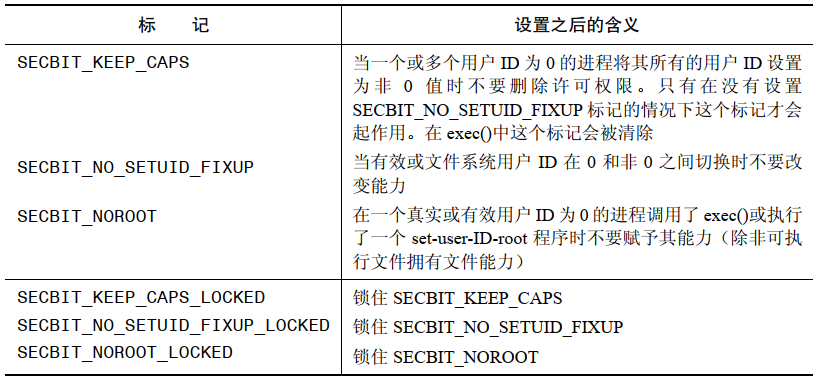 标 记 设置之后的含义
SECBIT_KEEP_CAPS 当一个或多个用户 ID 为 0 的进程将其所有的用户 ID 设置
为非 0 值时不要删除许可权限。只有在没有设置
SECBIT_NO_SETUID_FIXUP 标记的情况下这个标记才会
起作用。在 exec()中这个标记会被清除
SECBIT_NO_SETUID_FIXUP 当有效或文件系统用户 ID 在 0 和非 0 之间切换时不要改
变能力
SECBIT_NOROOT 在一个真实或有效用户 ID 为 0 的进程调用了 exec()或执行
了一个 set-user-ID-root 程序时不要赋予其能力（除非可执
行文件拥有文件能力）
SECBIT_KEEP_CAPS_LOCKED 锁住 SECBIT_KEEP_CAPS
SECBIT_NO_SETUID_FIXUP_LOCKED 锁住 SECBIT_NO_SETUID_FIXUP
SECBIT_NOROOT_LOCKED 锁住 SECBIT_NOROOT